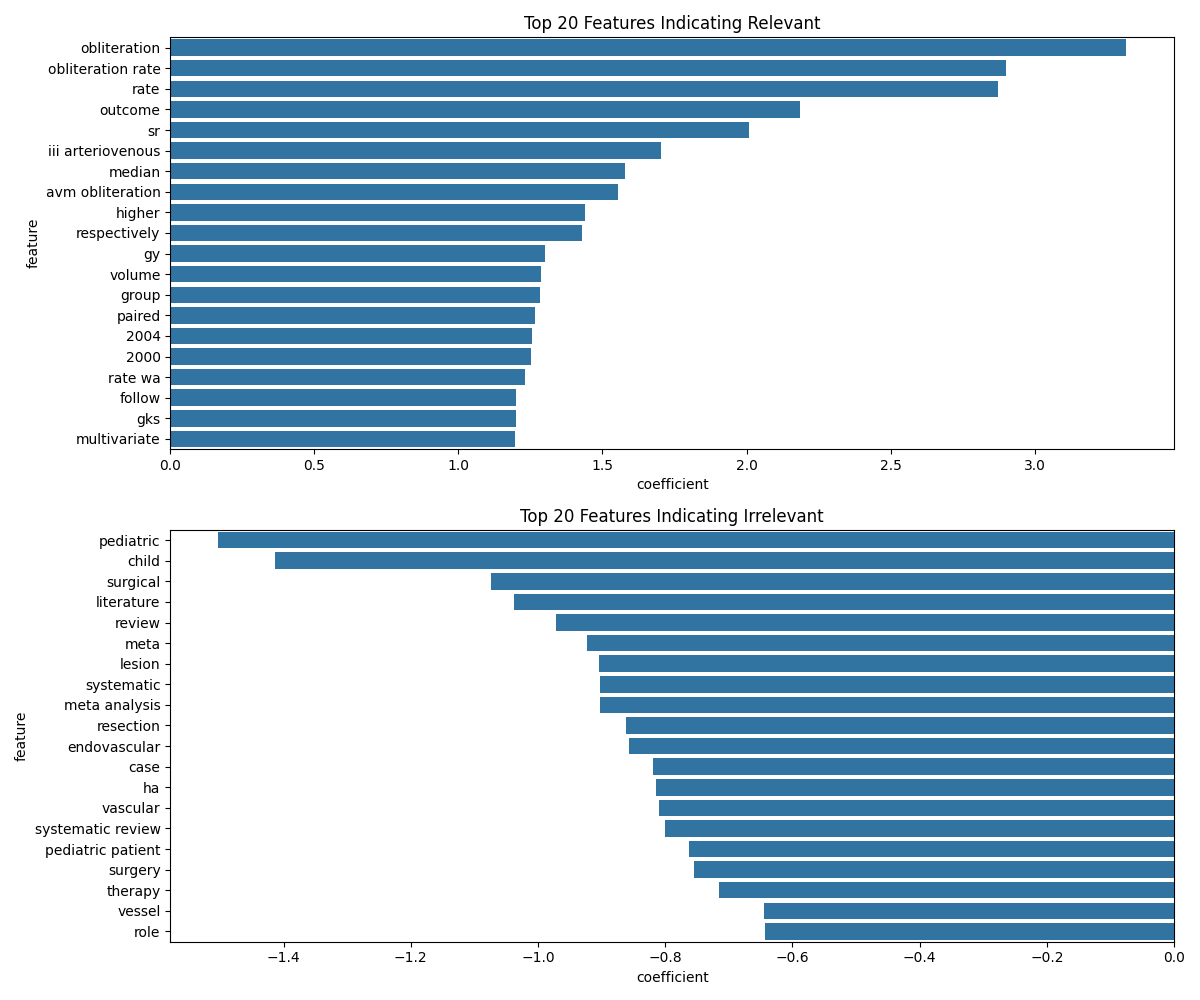 Top 20 Features Indicating Relevant
feature
obliteration
obliteration rate
rate
outcome
sr
iii arteriovenous
median
avm obliteration
higher
respectively
gy
volume
group
paired
2004
2000
rate wa
follow
gks
multivariate
0.0 0.5 1.0 1.5 2.0 2.5 3.0
coefficient
Top 20 Features Indicating Irrelevant
feature
pediatric
child
surgical
literature
review
meta
lesion
systematic
meta analysis
resection
endovascular
case
ha
vascular
systematic review
pediatric patient
surgery
therapy
vessel
role
−1.4 −1.2 −1.0 −0.8 −0.6 −0.4 −0.2 0.0
coefficient